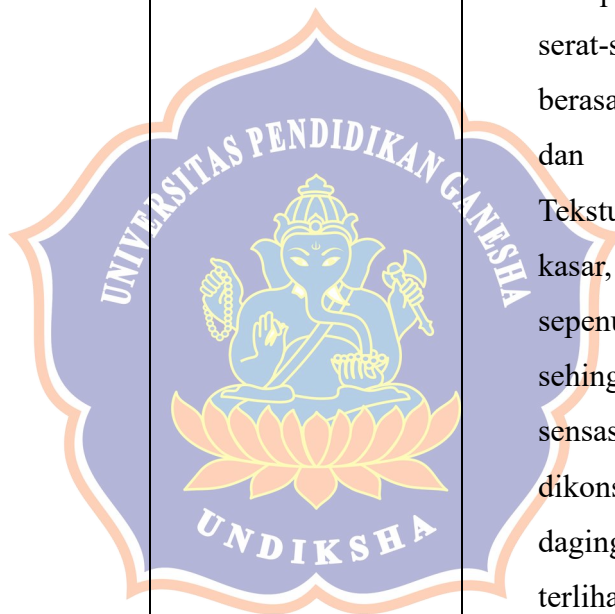 UNIVERSITAS PENDIDIKAN GANESHA
UNDIKSHA
serat-s
berasa
dan
Tekstu
kasar,
sepenu
sehing
sensas
dikons
daging
terliha